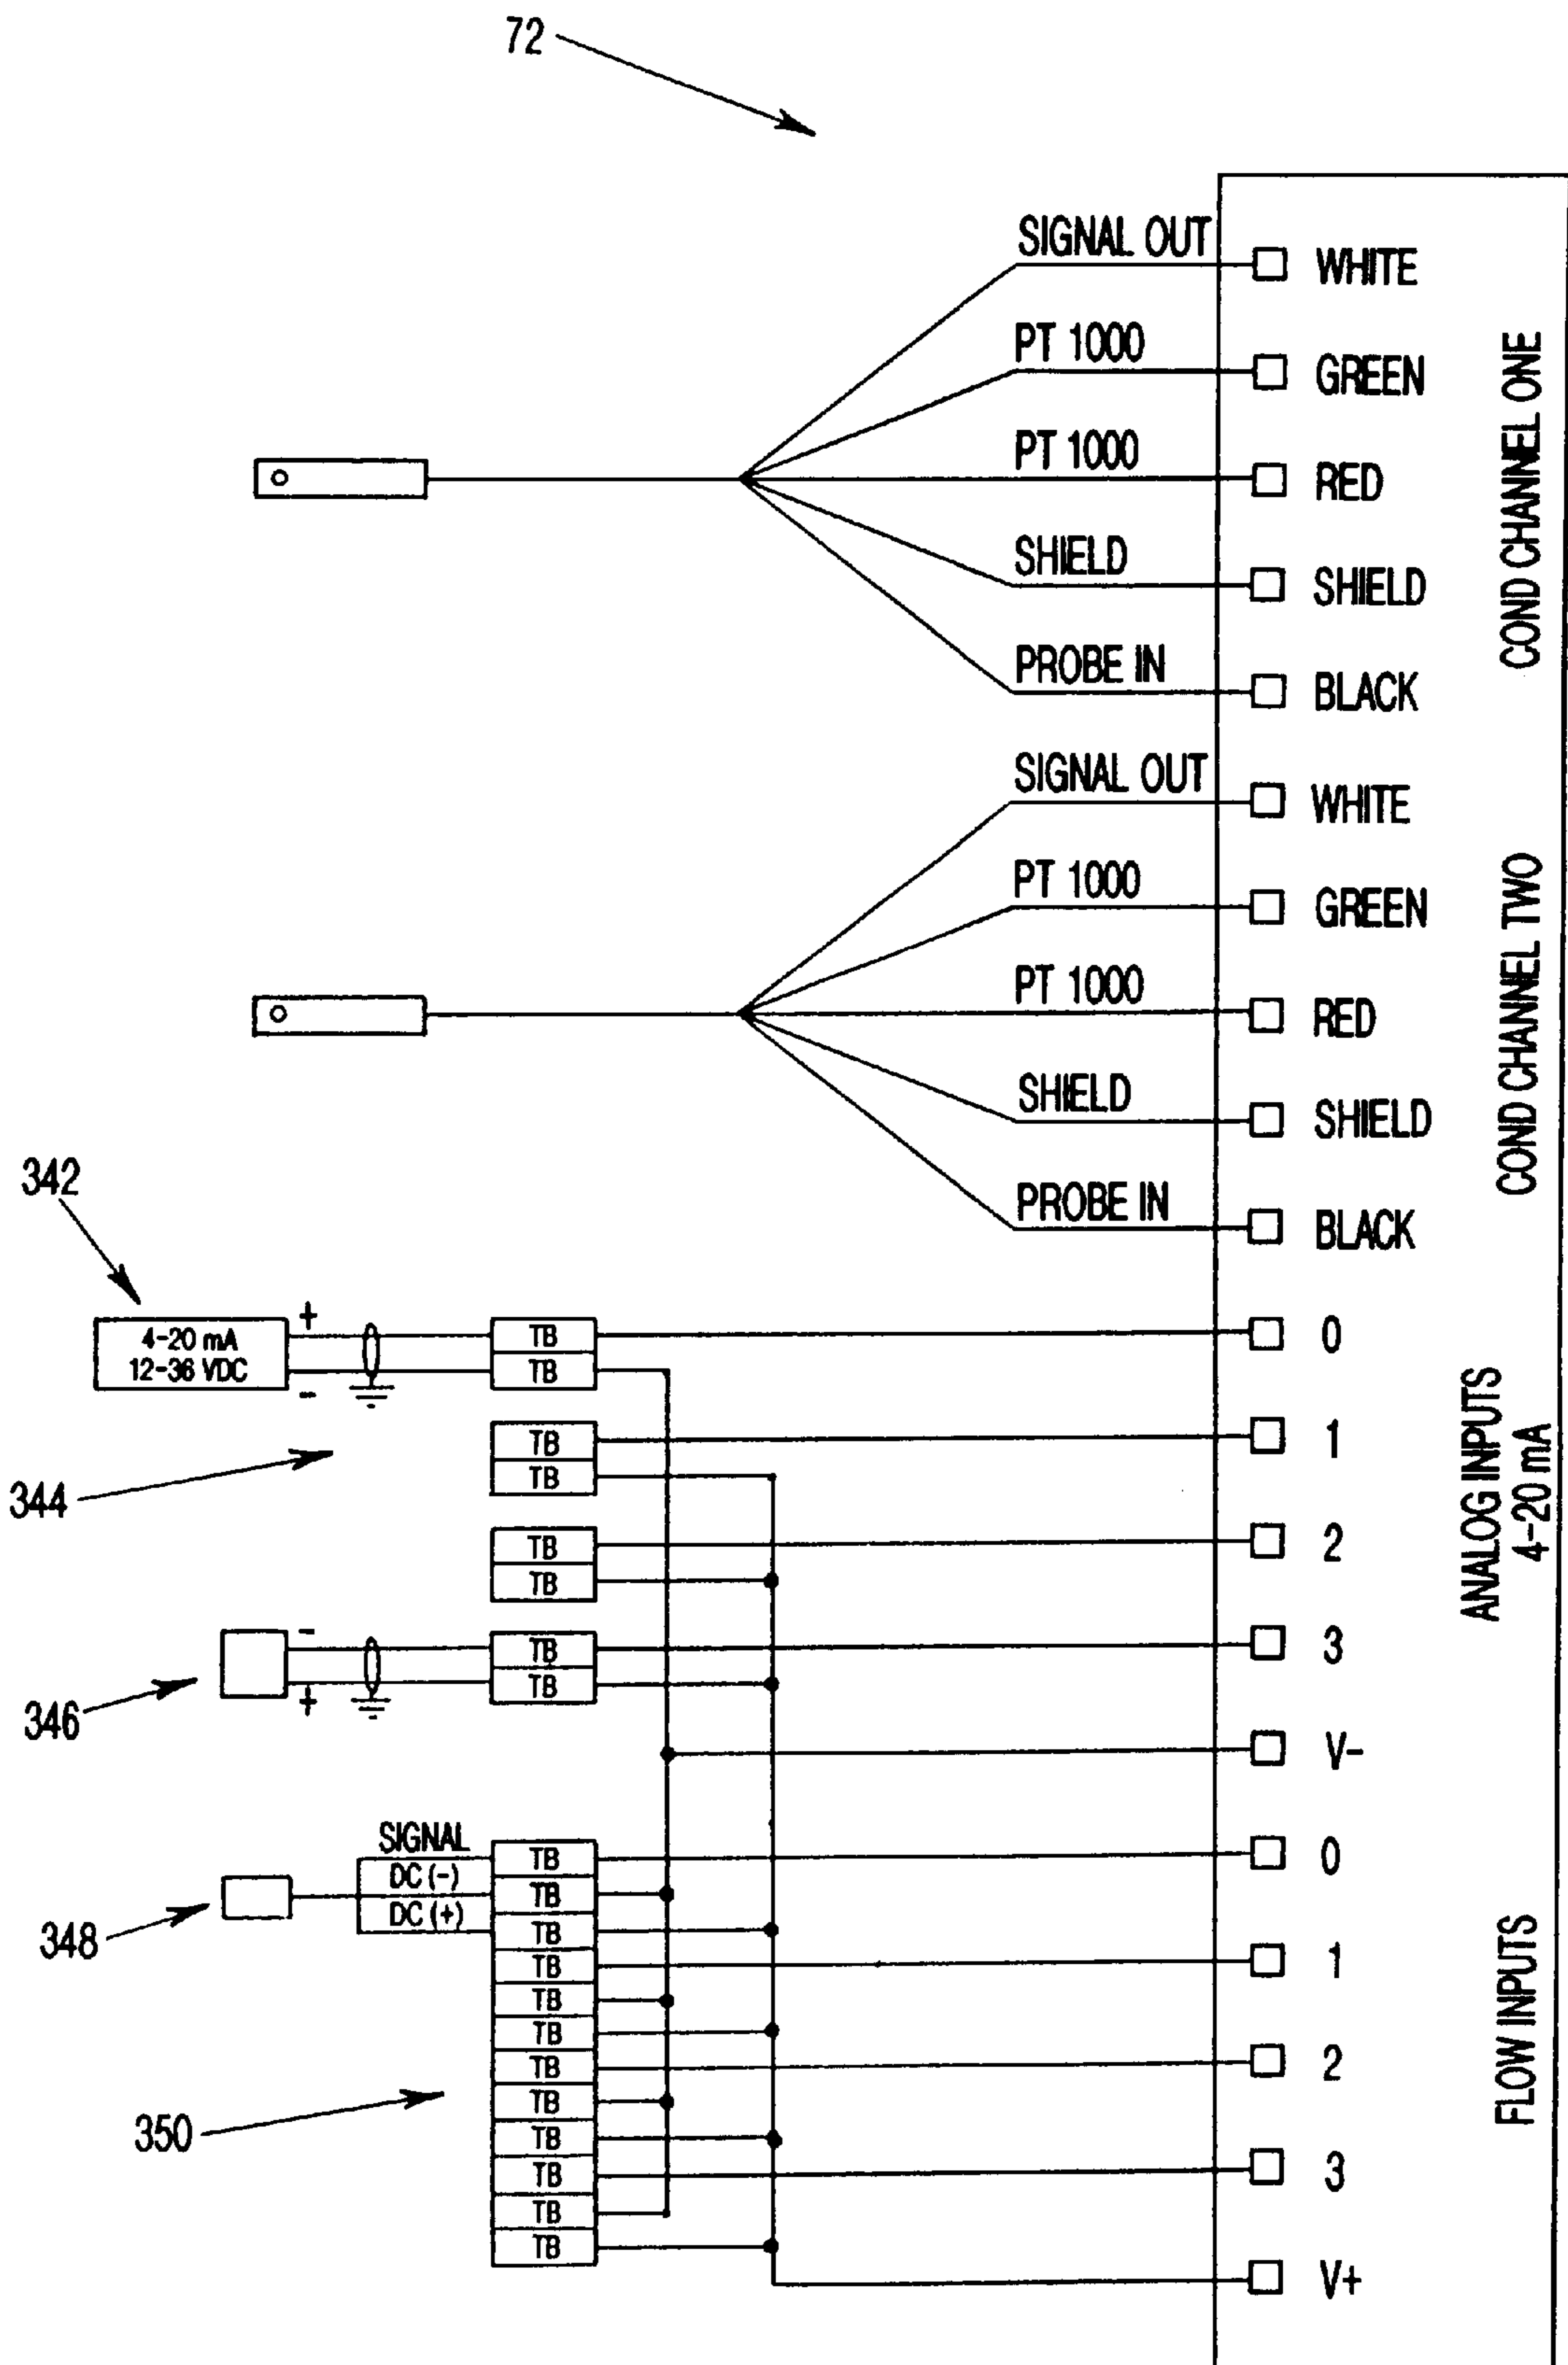 72
SIGNAL OUT
WHITE
PT 1000
GREEN
PT 1000
RED
SHIELD
SHIELD
PROBE IN
BLACK
COND CHANNEL ONE
SIGNAL OUT
WHITE
PT 1000
GREEN
PT 1000
RED
SHIELD
SHIELD
PROBE IN
BLACK
COND CHANNEL TWO
342
4-20 mA
12-36 VDC
+
-
TB
TB
0
344
TB
TB
1
TB
TB
2
346
-
+
TB
TB
3
V-
ANALOG INPUTS
4-20 mA
348
SIGNAL
DC (-)
DC (+)
TB
TB
TB
TB
TB
TB
TB
TB
TB
TB
TB
TB
350
0
1
2
3
V+
FLOW INPUTS